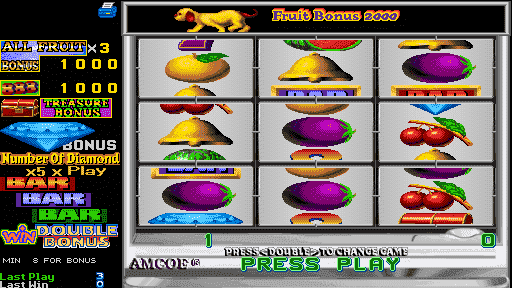 Fruit Bonus 2000
ALL FRUIT x3
BONUS 1000
1000
TREASURE BONUS
BONUS
Number Of Diamond
x5 x Play
BAR
BAR
BAR
WIN DOUBLE BONUS
MIN 8 FOR BONUS
Last Play 3
Last Win 0
1 0
PRESS <DOUBLE> TO CHANGE GAME
AMCOE
PRESS PLAY